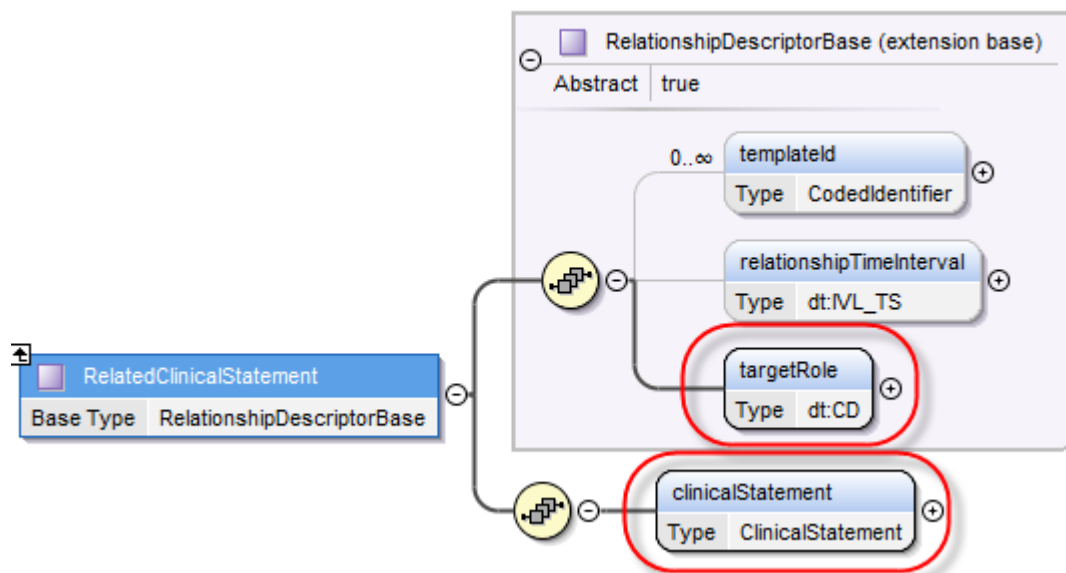 RelationshipDescriptorBase (extension base)
Abstract true
0..∞ templateId
Type CodedIdentifier
relationshipTimeInterval
Type dt:IVL_TS
targetRole
Type dt:CD
RelatedClinicalStatement
Base Type RelationshipDescriptorBase
clinicalStatement
Type ClinicalStatement